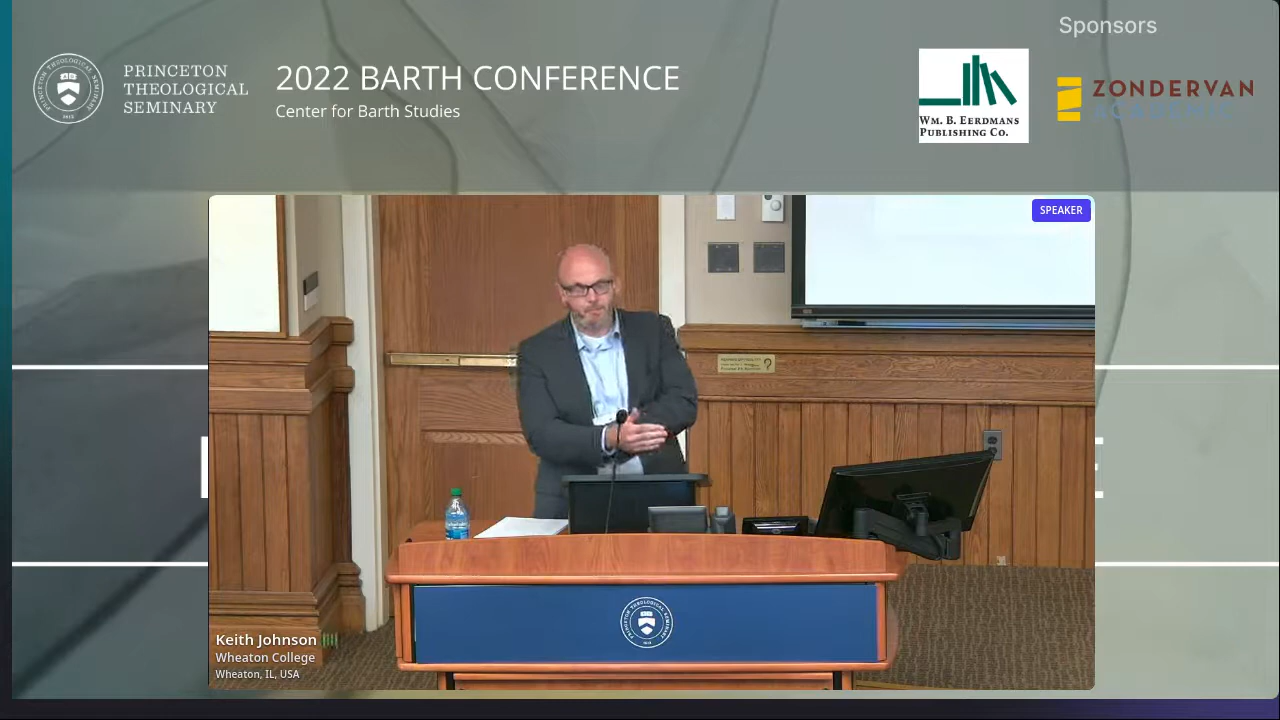 Sponsors
PRINCETON
THEOLOGICAL
SEMINARY
2022 BARTH CONFERENCE
Center for Barth Studies
WM. B. EERDMANS
PUBLISHING CO.
ZONDERVAN
ACADEMIC
SPEAKER
Keith Johnson
Wheaton College
Wheaton, IL, USA